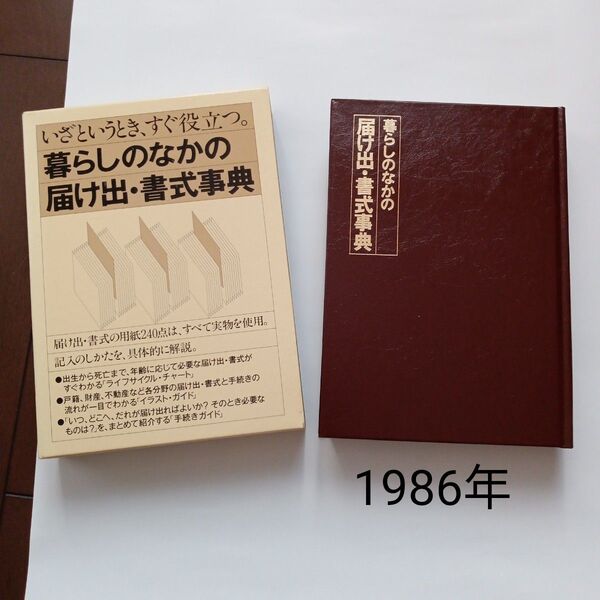 いざというとき、すぐ役立つ。
暮らしのなかの
届け出・書式事典
届け出・書式の用紙240点は、すべて実物を使用。
記入のしかたを、具体的に解説。
●出生から死亡まで、年齢に応じて必要な届け出・書式が
すぐわかる「ライフサイクル・チャート」
●戸籍、財産、不動産など各分野の届け出・書式と手続きの
流れが一目でわかる「イラスト・ガイド」
●「いつ、どこへ、だれが届け出ればよいか? そのとき必要な
ものは?」を、まとめて紹介する「手続きガイド」
暮らしのなかの
届け出・書式事典
1986年